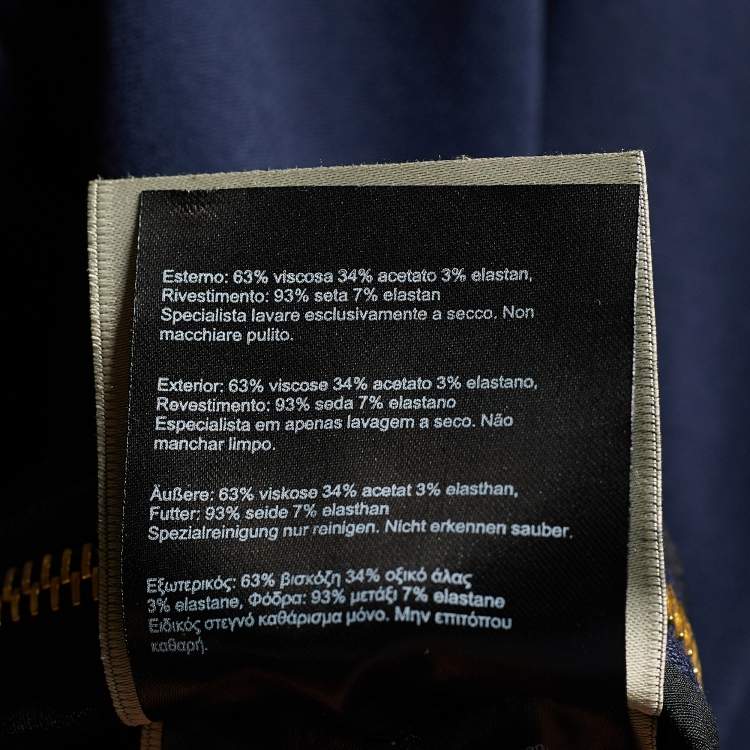 Esterno: 63% viscosa 34% acetato 3% elastan,
Rivestimento: 93% seta 7% elastan
Specialista lavare esclusivamente a secco. Non
macchiare pulito.
Exterior: 63% viscose 34% acetato 3% elastano,
Revestimento: 93% seda 7% elastano
Especialista em apenas lavagem a seco. Não
manchar limpo.
Äußere: 63% viskose 34% acetat 3% elasthan,
Futter: 93% seide 7% elasthan
Spezialreinigung nur reinigen. Nicht erkennen sauber.
Εξωτερικός: 63% βισκόζη 34% οξικό άλας
3% elastane, Φόδρα: 93% μετάξι 7% elastane
Ειδικός στεγνό καθάρισμα μόνο. Μην επιτόπου
καθαρή.